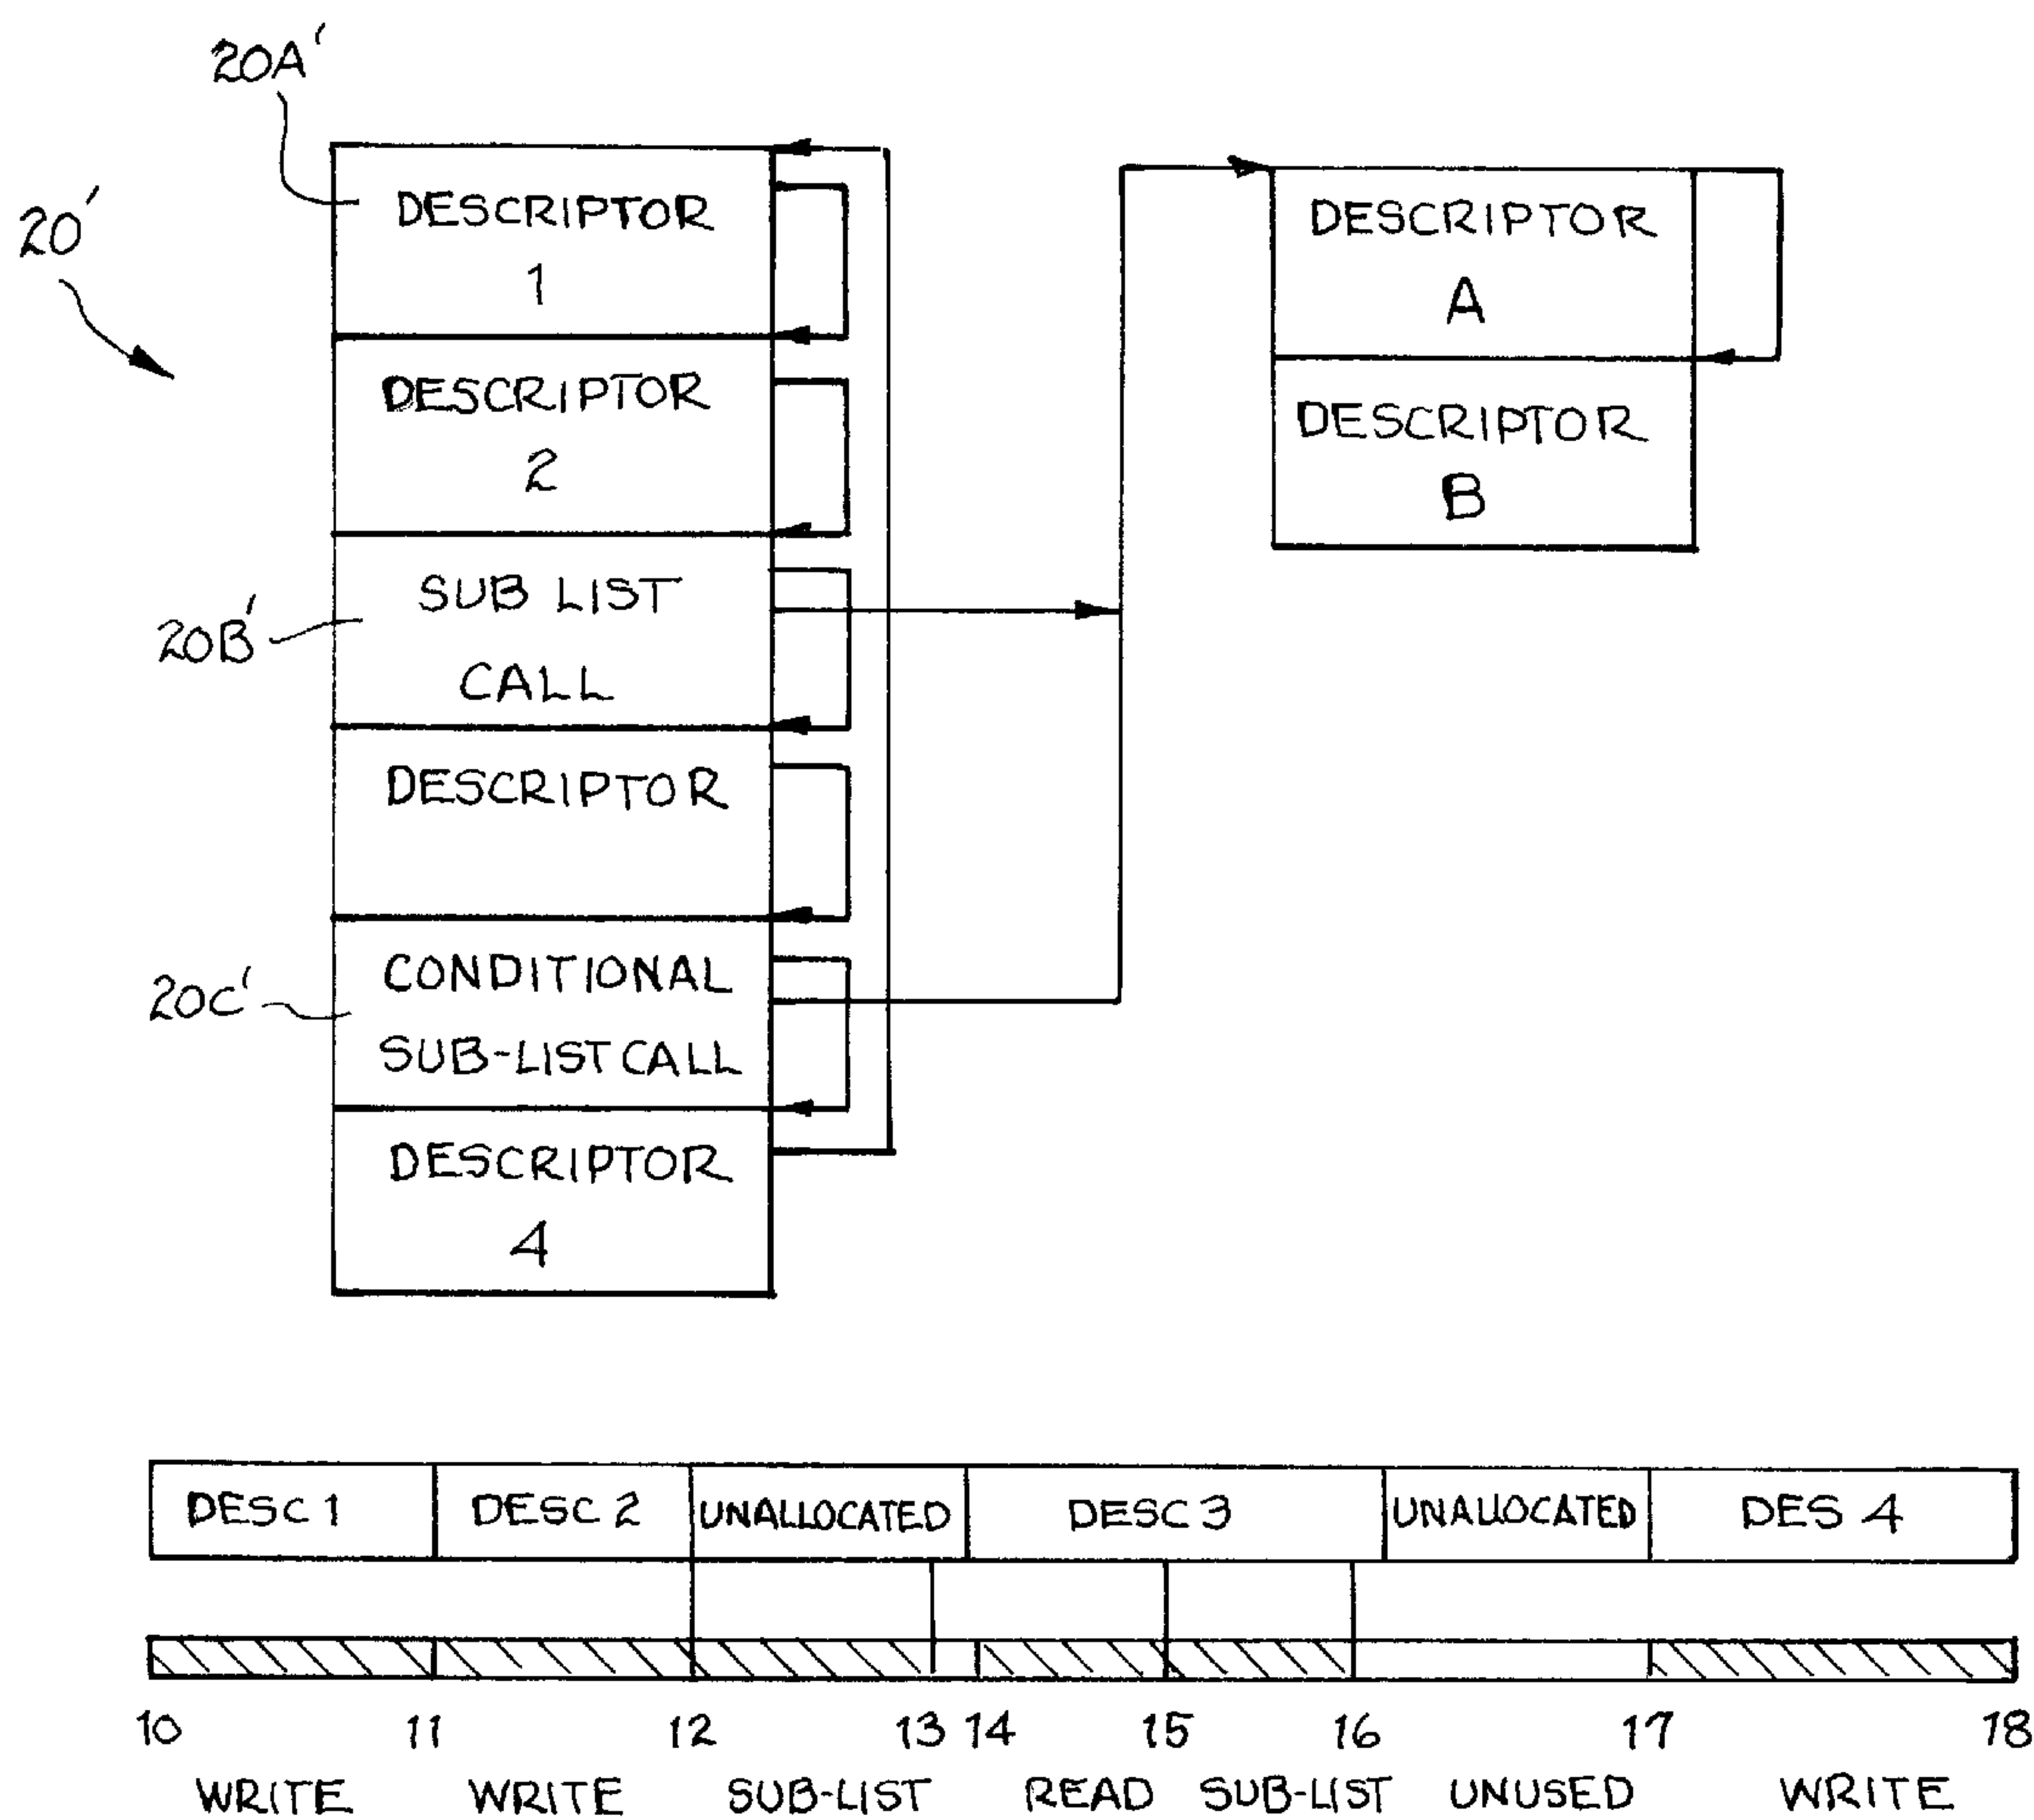 20A'
20'
DESCRIPTOR
1
DESCRIPTOR
2
20B'
SUB LIST
CALL
DESCRIPTOR
20C'
CONDITIONAL
SUB-LIST CALL
DESCRIPTOR
4
DESCRIPTOR
A
DESCRIPTOR
B
DESC 1 DESC 2 UNALLOCATED DESC 3 UNALLOCATED DES 4
10 11 12 13 14 15 16 17 18
WRITE WRITE SUB-LIST READ SUB-LIST UNUSED WRITE